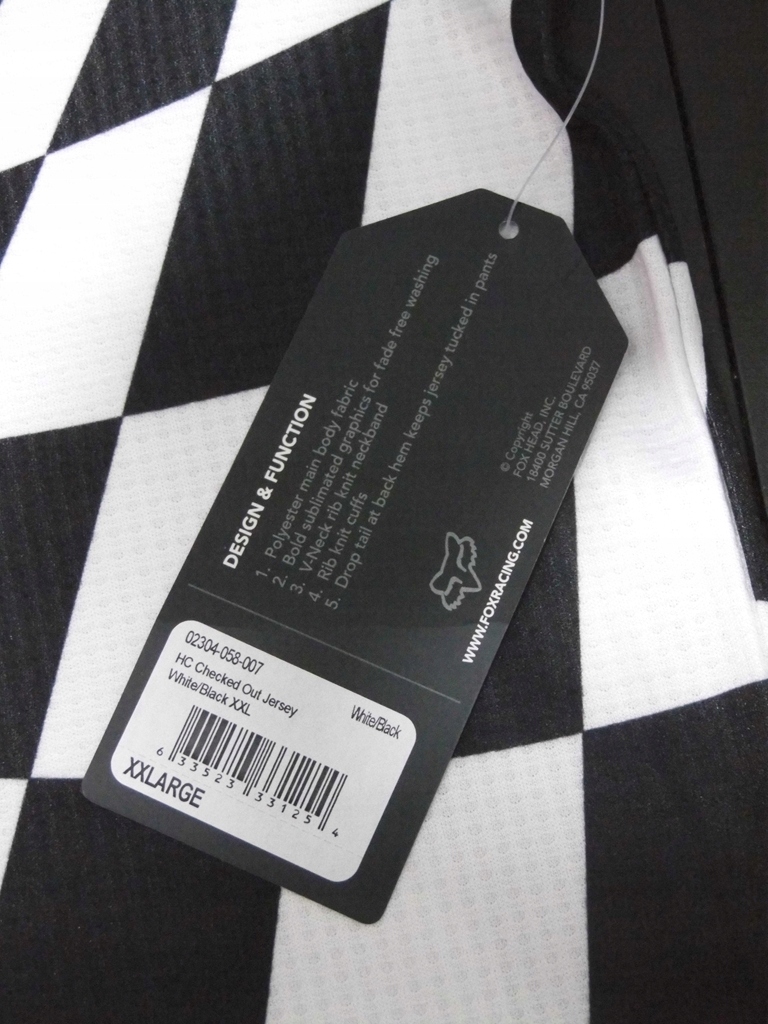 DESIGN & FUNCTION
1. Polyester main body fabric
2. Bold sublimated graphics for fade free washing
3. V-Neck rib knit neckband
4. Rib knit cuffs
5. Drop tail at back hem keeps jersey tucked in pants
© Copyright
FOX HEAD, INC.
18400 SUTTER BOULEVARD
MORGAN HILL, CA 95037
WWW.FOXRACING.COM
02304-058-007
HC Checked Out Jersey
White/Black XXL
White/Black
6 33523 33125 4
XXLARGE